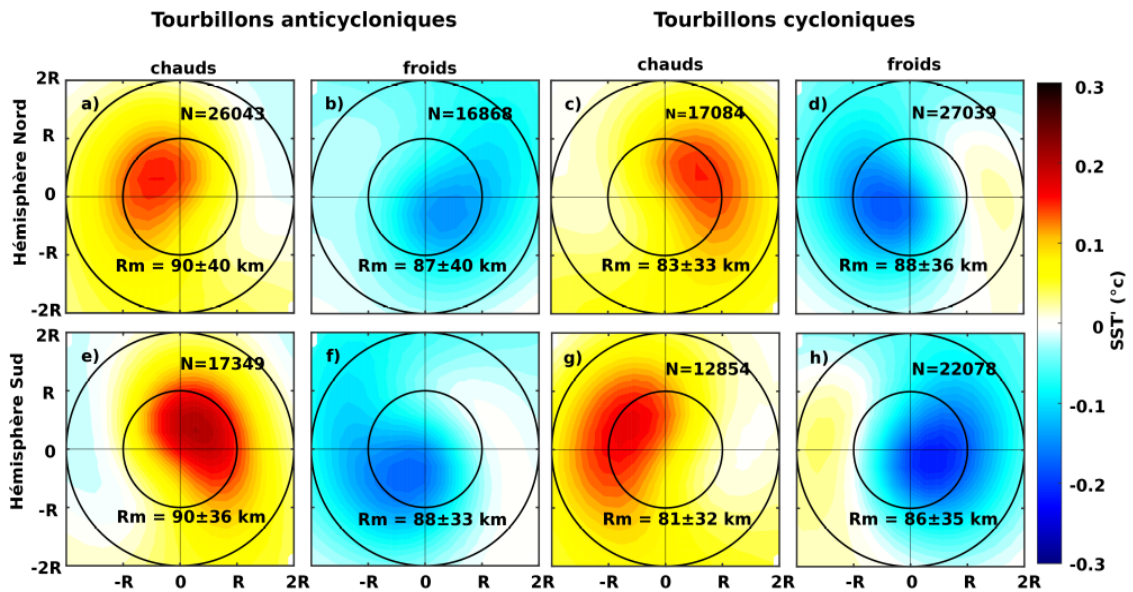 Tourbillons anticycloniques Tourbillons cycloniques
chauds froids chauds froids
Hémisphère Nord
2R
R
0
-R
-2R
a) N=26043
Rm = 90±40 km
b) N=16868
Rm = 87±40 km
c) N=17084
Rm = 83±33 km
d) N=27039
Rm = 88±36 km
Hémisphère Sud
2R
R
0
-R
-2R
e) N=17349
Rm = 90±36 km
f)
Rm = 88±33 km
g) N=12854
Rm = 81±32 km
h) N=22078
Rm = 86±35 km
-R 0 R 2R -R 0 R 2R -R 0 R 2R -R 0 R 2R
0.3
0.2
0.1
0
-0.1
-0.2
-0.3
SST' (°c)